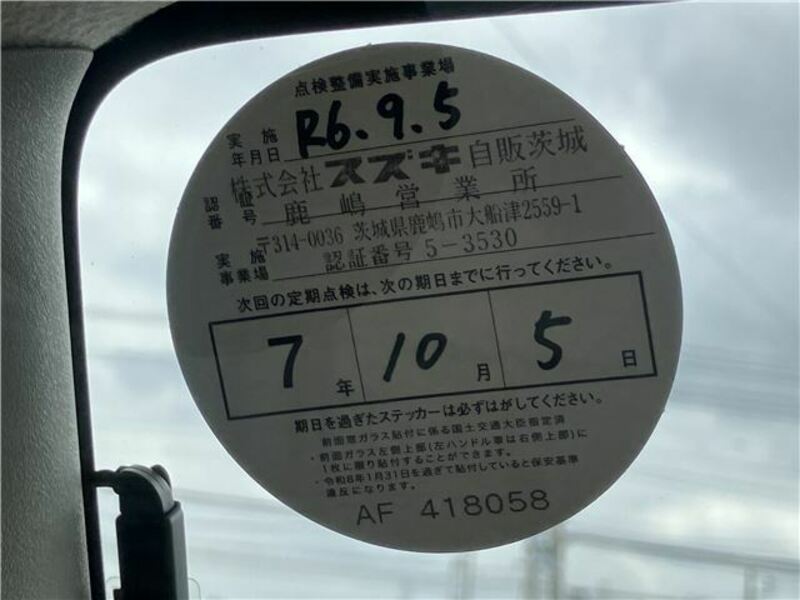 点検整備実施事業場
実施年月日 R6.9.5
株式会社 スズキ自販茨城
認証番号 鹿嶋営業所
〒314-0036 茨城県鹿嶋市大船津2559-1
実施事業場 認証番号 5-3530
次回の定期点検は、次の期日までに行ってください。
7年 10月 5日
期日を過ぎたステッカーは必ずはがしてください。
前面窓ガラス貼付に係る国土交通大臣指定済
・前面ガラス左側上部(左ハンドル車は右側上部)に
1枚に限り貼付することができます。
・令和8年1月31日を過ぎて貼付していると保安基準
違反になります。
AF 418058